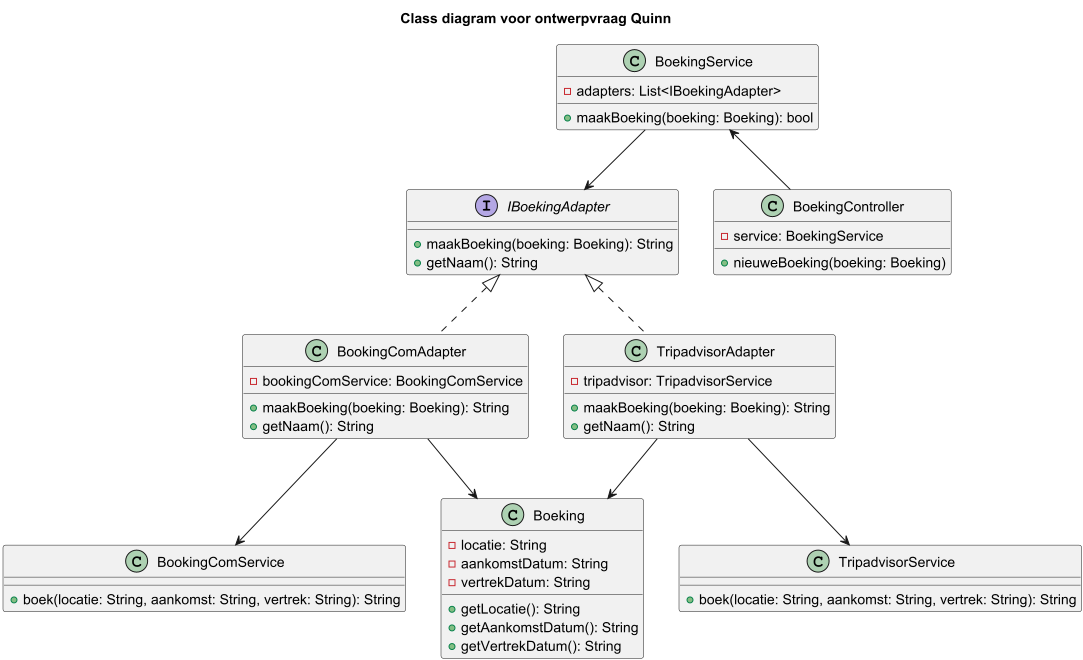 Class diagram voor ontwerpvraag Quinn
C BoekingService
adapters: List<IBoekingAdapter>
maakBoeking(boeking: Boeking): bool
I IBoekingAdapter
maakBoeking(boeking: Boeking): String
getNaam(): String
C BoekingController
service: BoekingService
nieuweBoeking(boeking: Boeking)
C BookingComAdapter
bookingComService: BookingComService
maakBoeking(boeking: Boeking): String
getNaam(): String
C TripadvisorAdapter
tripadvisor: TripadvisorService
maakBoeking(boeking: Boeking): String
getNaam(): String
C BookingComService
boek(locatie: String, aankomst: String, vertrek: String): String
C Boeking
locatie: String
aankomstDatum: String
vertrekDatum: String
getLocatie(): String
getAankomstDatum(): String
getVertrekDatum(): String
C TripadvisorService
boek(locatie: String, aankomst: String, vertrek: String): String